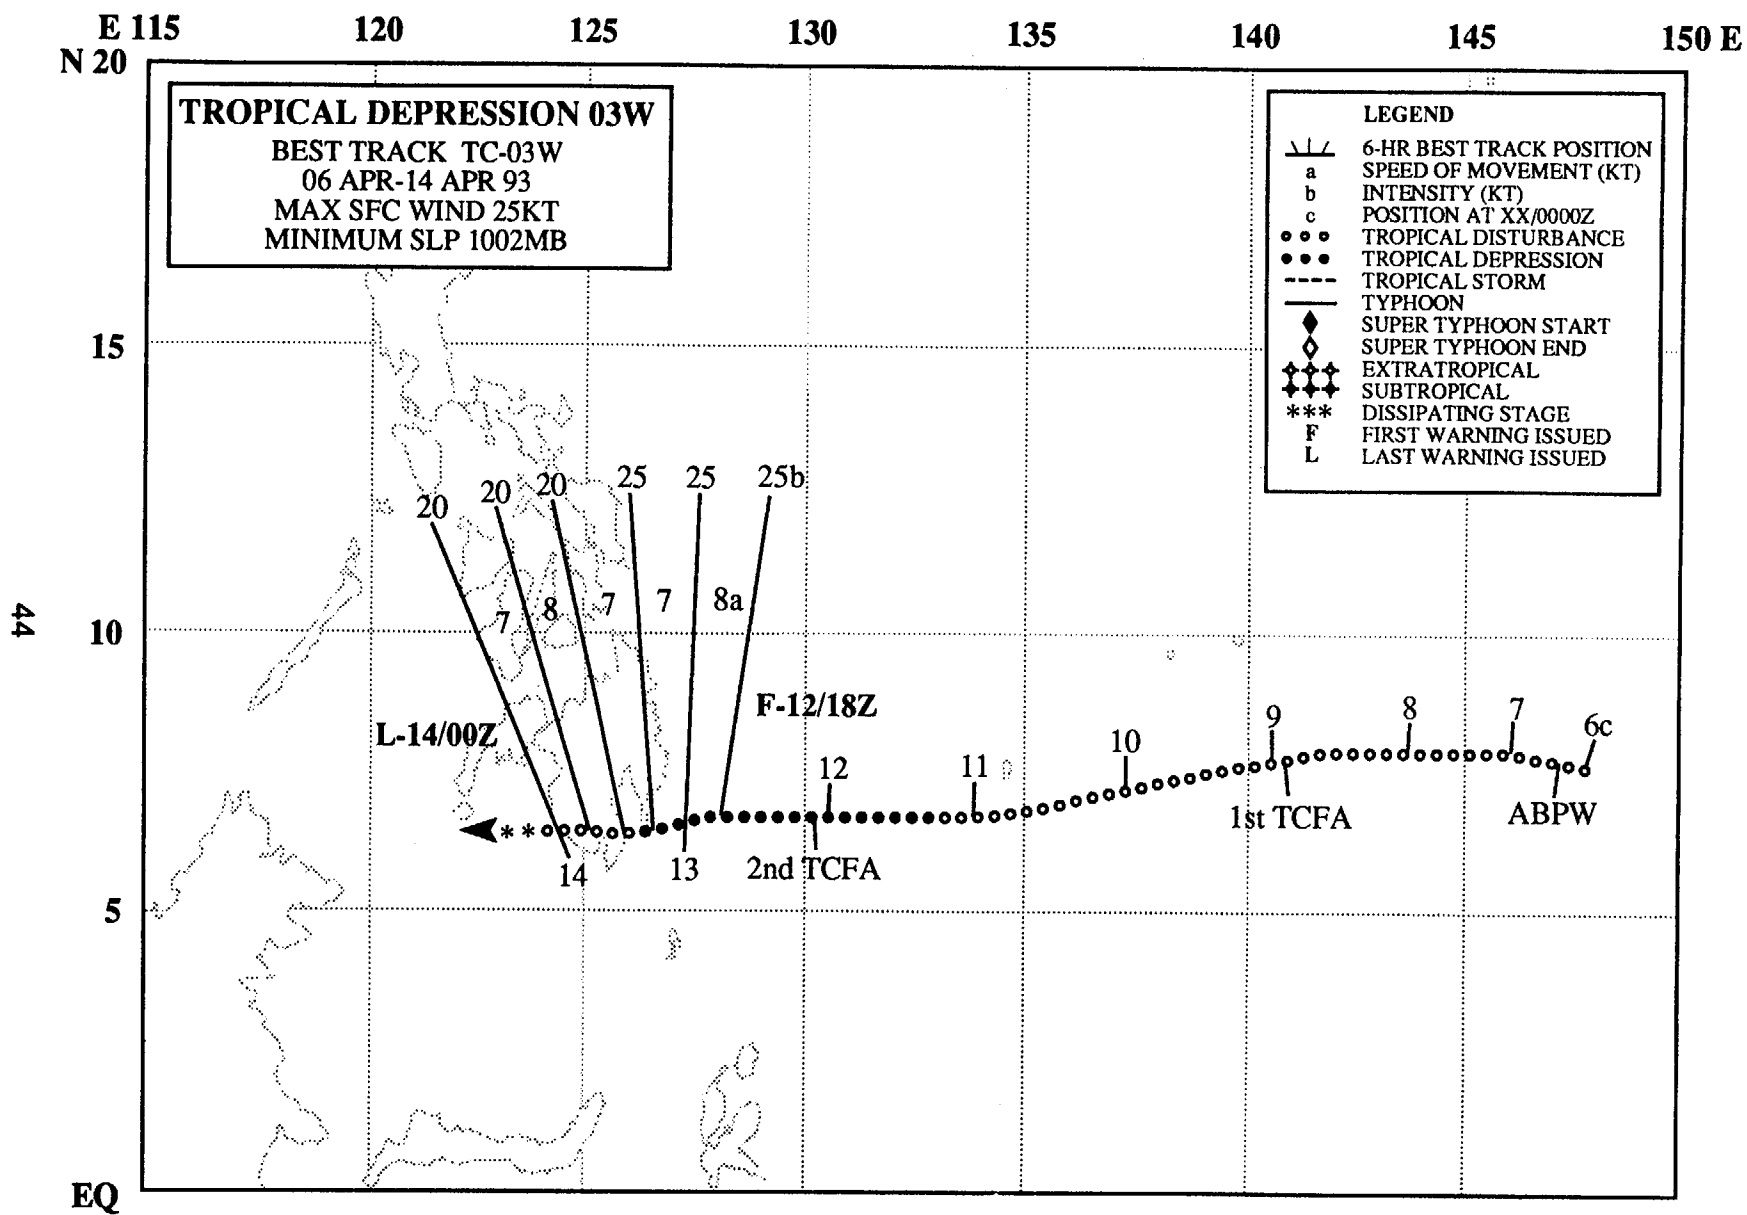 E 115 120 125 130 135 140 145 150 E
N 20
TROPICAL DEPRESSION 03W
BEST TRACK TC-03W
06 APR-14 APR 93
MAX SFC WIND 25KT
MINIMUM SLP 1002MB
LEGEND
6-HR BEST TRACK POSITION
a SPEED OF MOVEMENT (KT)
b INTENSITY (KT)
c POSITION AT XX/0000Z
TROPICAL DISTURBANCE
TROPICAL DEPRESSION
TROPICAL STORM
TYPHOON
SUPER TYPHOON START
SUPER TYPHOON END
EXTRATROPICAL
SUBTROPICAL
*** DISSIPATING STAGE
F FIRST WARNING ISSUED
L LAST WARNING ISSUED
15
20 20 20 25 25 25b
7 8 7 7 8a
10
44
L-14/00Z
F-12/18Z
12 11 10 9 8 7 6c
**
14 13 2nd TCFA 1st TCFA ABPW
5
EQ